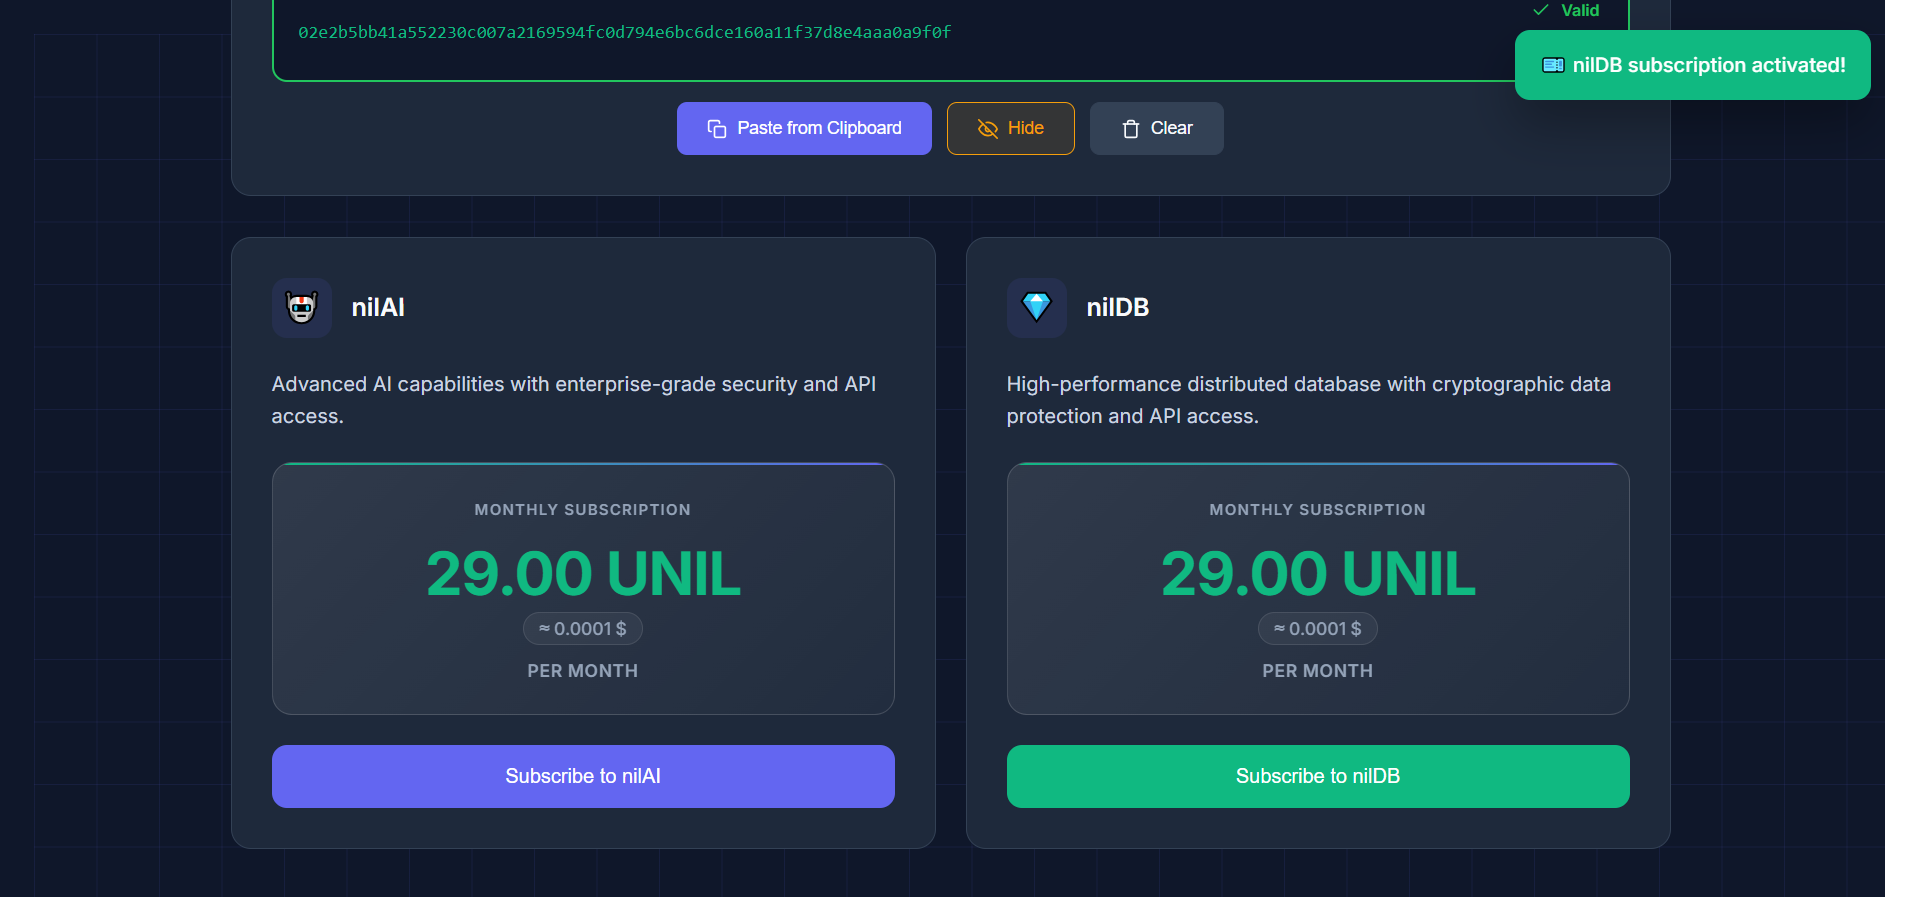 Valid
02e2b5bb41a552230c007a2169594fc0d794e6bc6dce160a11f37d8e4aaa0a9f0f
nilDB subscription activated!
Paste from Clipboard
Hide
Clear
nilAI
Advanced AI capabilities with enterprise-grade security and API
access.
MONTHLY SUBSCRIPTION
29.00 UNIL
≈ 0.0001 $
PER MONTH
Subscribe to nilAI
nilDB
High-performance distributed database with cryptographic data
protection and API access.
MONTHLY SUBSCRIPTION
29.00 UNIL
≈ 0.0001 $
PER MONTH
Subscribe to nilDB